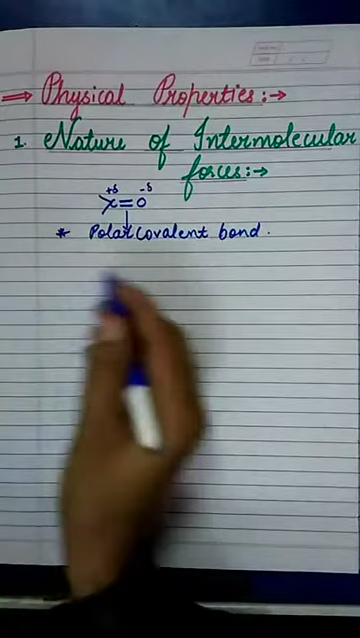 ⇒ Physical Properties:→
1. Nature of Intermolecular
forces:→
+δ -δ
>=O
* Polar covalent bond.